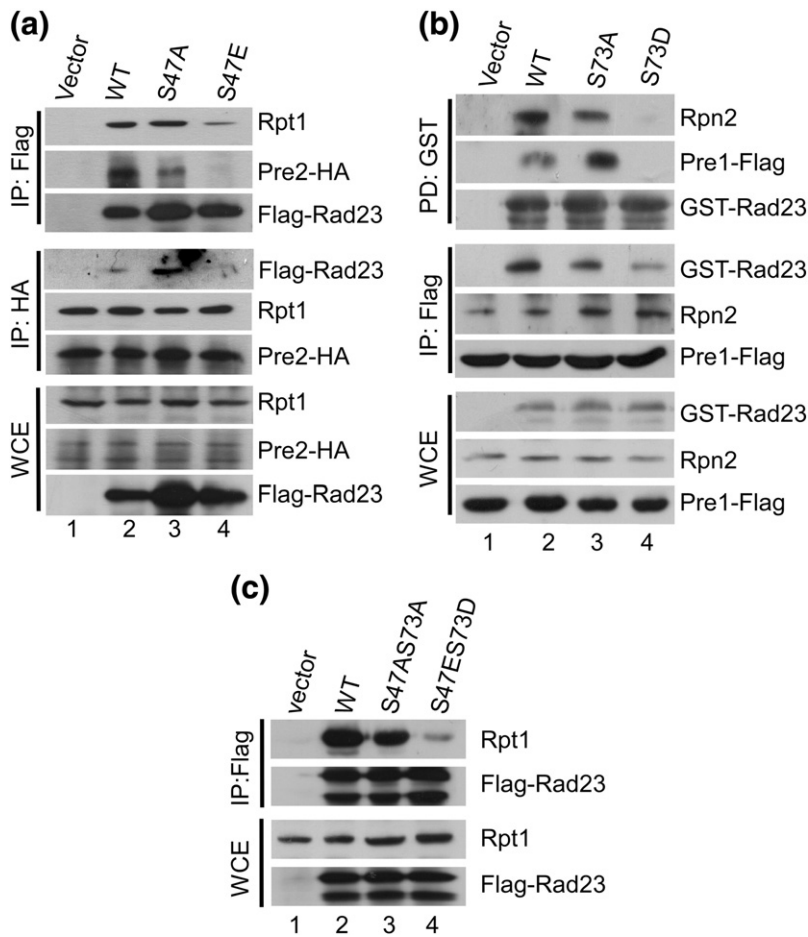 (a)
Vector WT S47A S47E
IP: Flag
Rpt1
Pre2-HA
Flag-Rad23
IP: HA
Flag-Rad23
Rpt1
Pre2-HA
WCE
Rpt1
Pre2-HA
Flag-Rad23
1 2 3 4
(b)
Vector WT S73A S73D
PD: GST
Rpn2
Pre1-Flag
GST-Rad23
IP: Flag
GST-Rad23
Rpn2
Pre1-Flag
WCE
GST-Rad23
Rpn2
Pre1-Flag
1 2 3 4
(c)
vector WT S47AS73A S47ES73D
IP:Flag
Rpt1
Flag-Rad23
WCE
Rpt1
Flag-Rad23
1 2 3 4